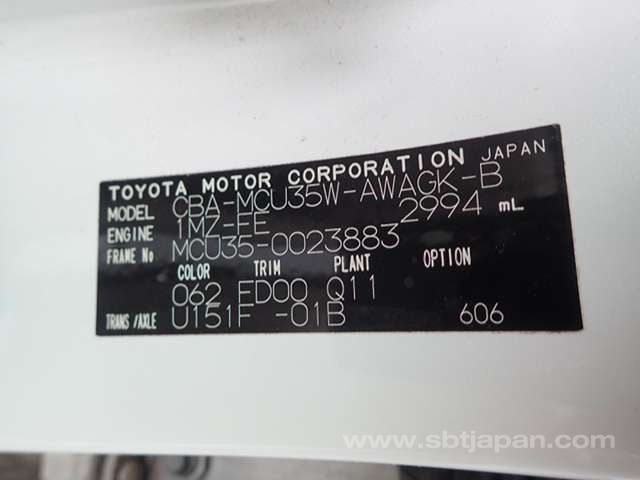 TOYOTA MOTOR CORPORATION JAPAN
MODEL CBA-MCU35W-AWAGK-B
ENGINE 1MZ-FE 2994 mL
FRAME No MCU35-0023883
COLOR TRIM PLANT OPTION
062 FD00 Q11
TRANS/AXLE U151F -01B 606
www.sbtjapan.com